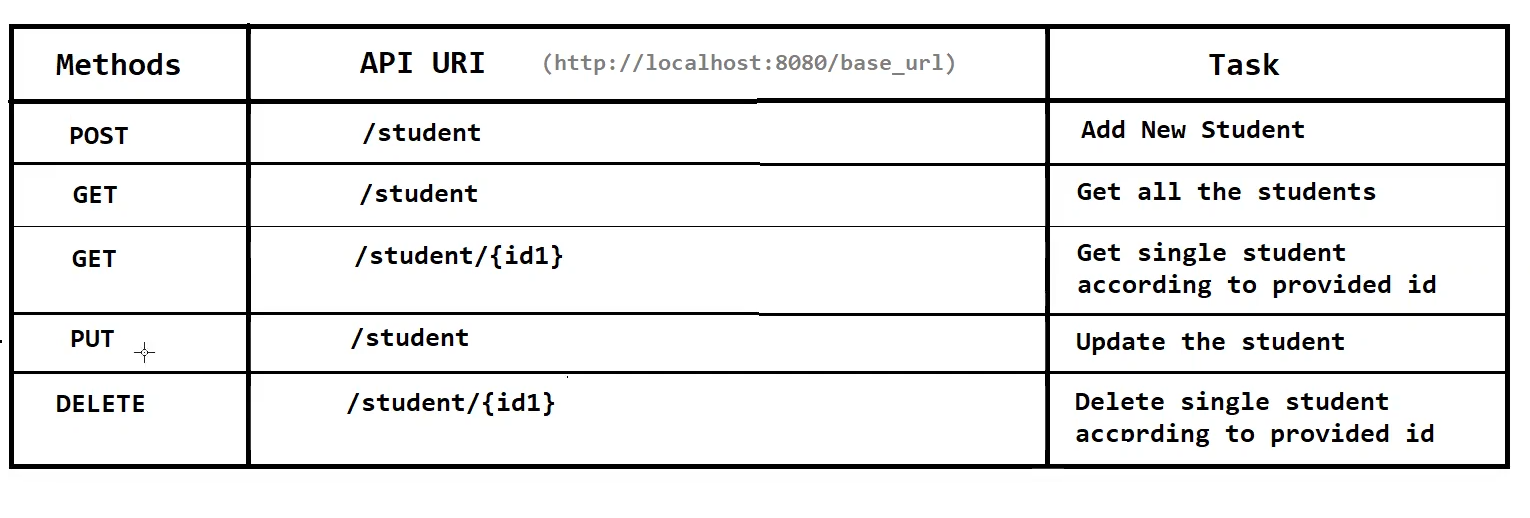 Methods API URI (http://localhost:8080/base_url) Task
POST /student Add New Student
GET /student Get all the students
GET /student/{id1} Get single student
according to provided id
PUT /student Update the student
DELETE /student/{id1} Delete single student
according to provided id